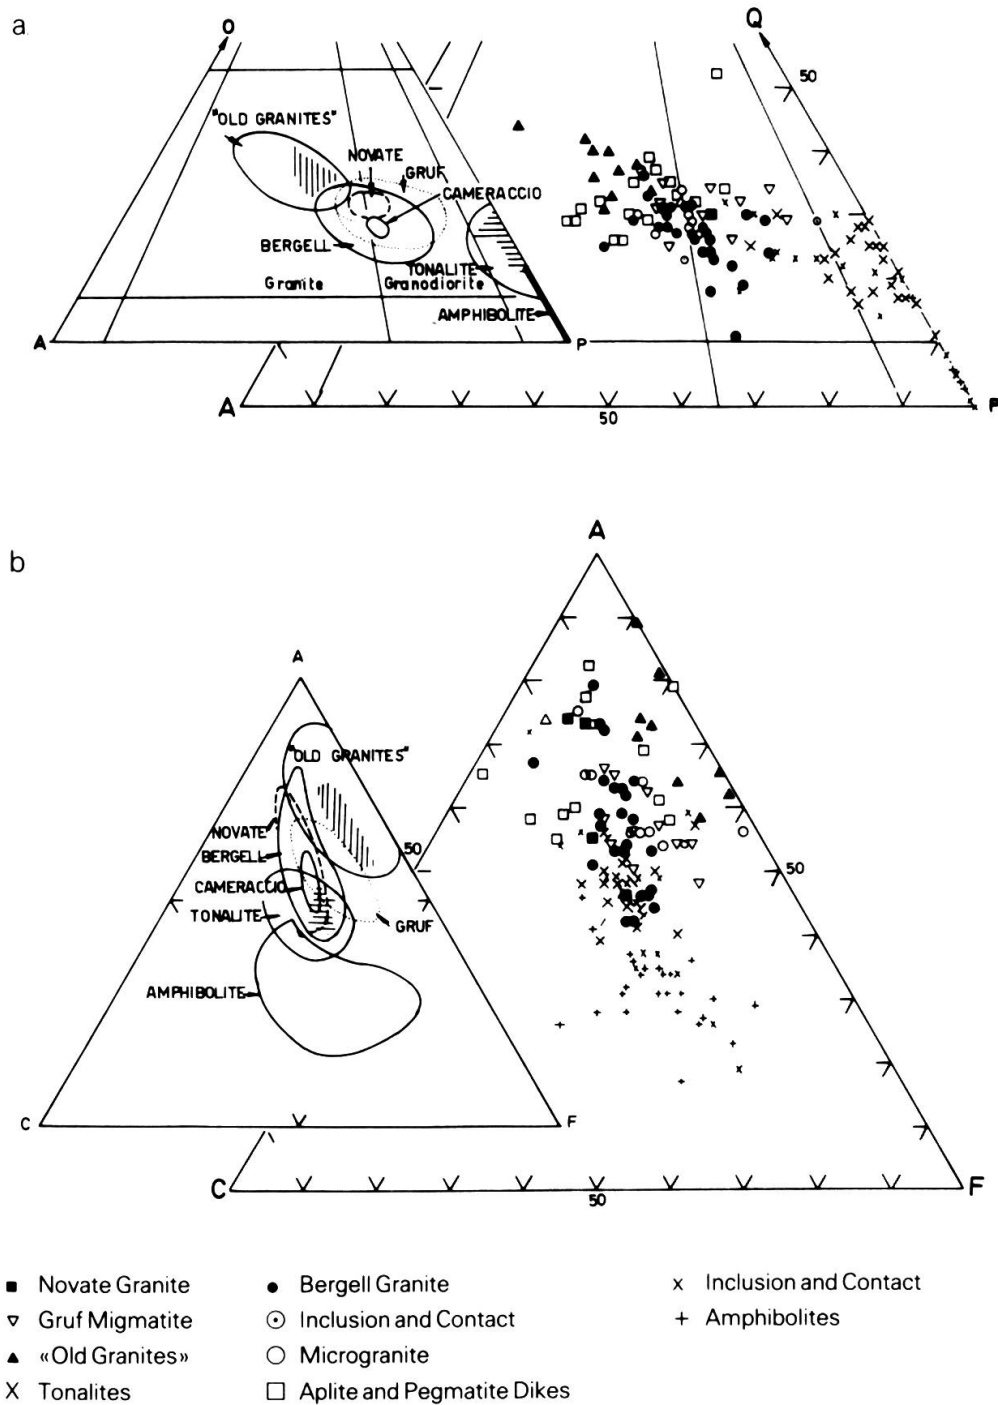 a
Q
Q
50
"OLD GRANITES"
NOVATE
GRUF
CAMERACCIO
BERGELL
TONALITE
Granite
Granodiorite
AMPHIBOLITE
A
P
A
50
P
b
A
A
"OLD GRANITES"
NOVATE
BERGELL
50
50
CAMERACCIO
TONALITE
GRUF
AMPHIBOLITE
C
F
C
50
F
Novate Granite
Bergell Granite
Inclusion and Contact
Gruf Migmatite
Inclusion and Contact
Amphibolites
«Old Granites»
Microgranite
Tonalites
Aplite and Pegmatite Dikes